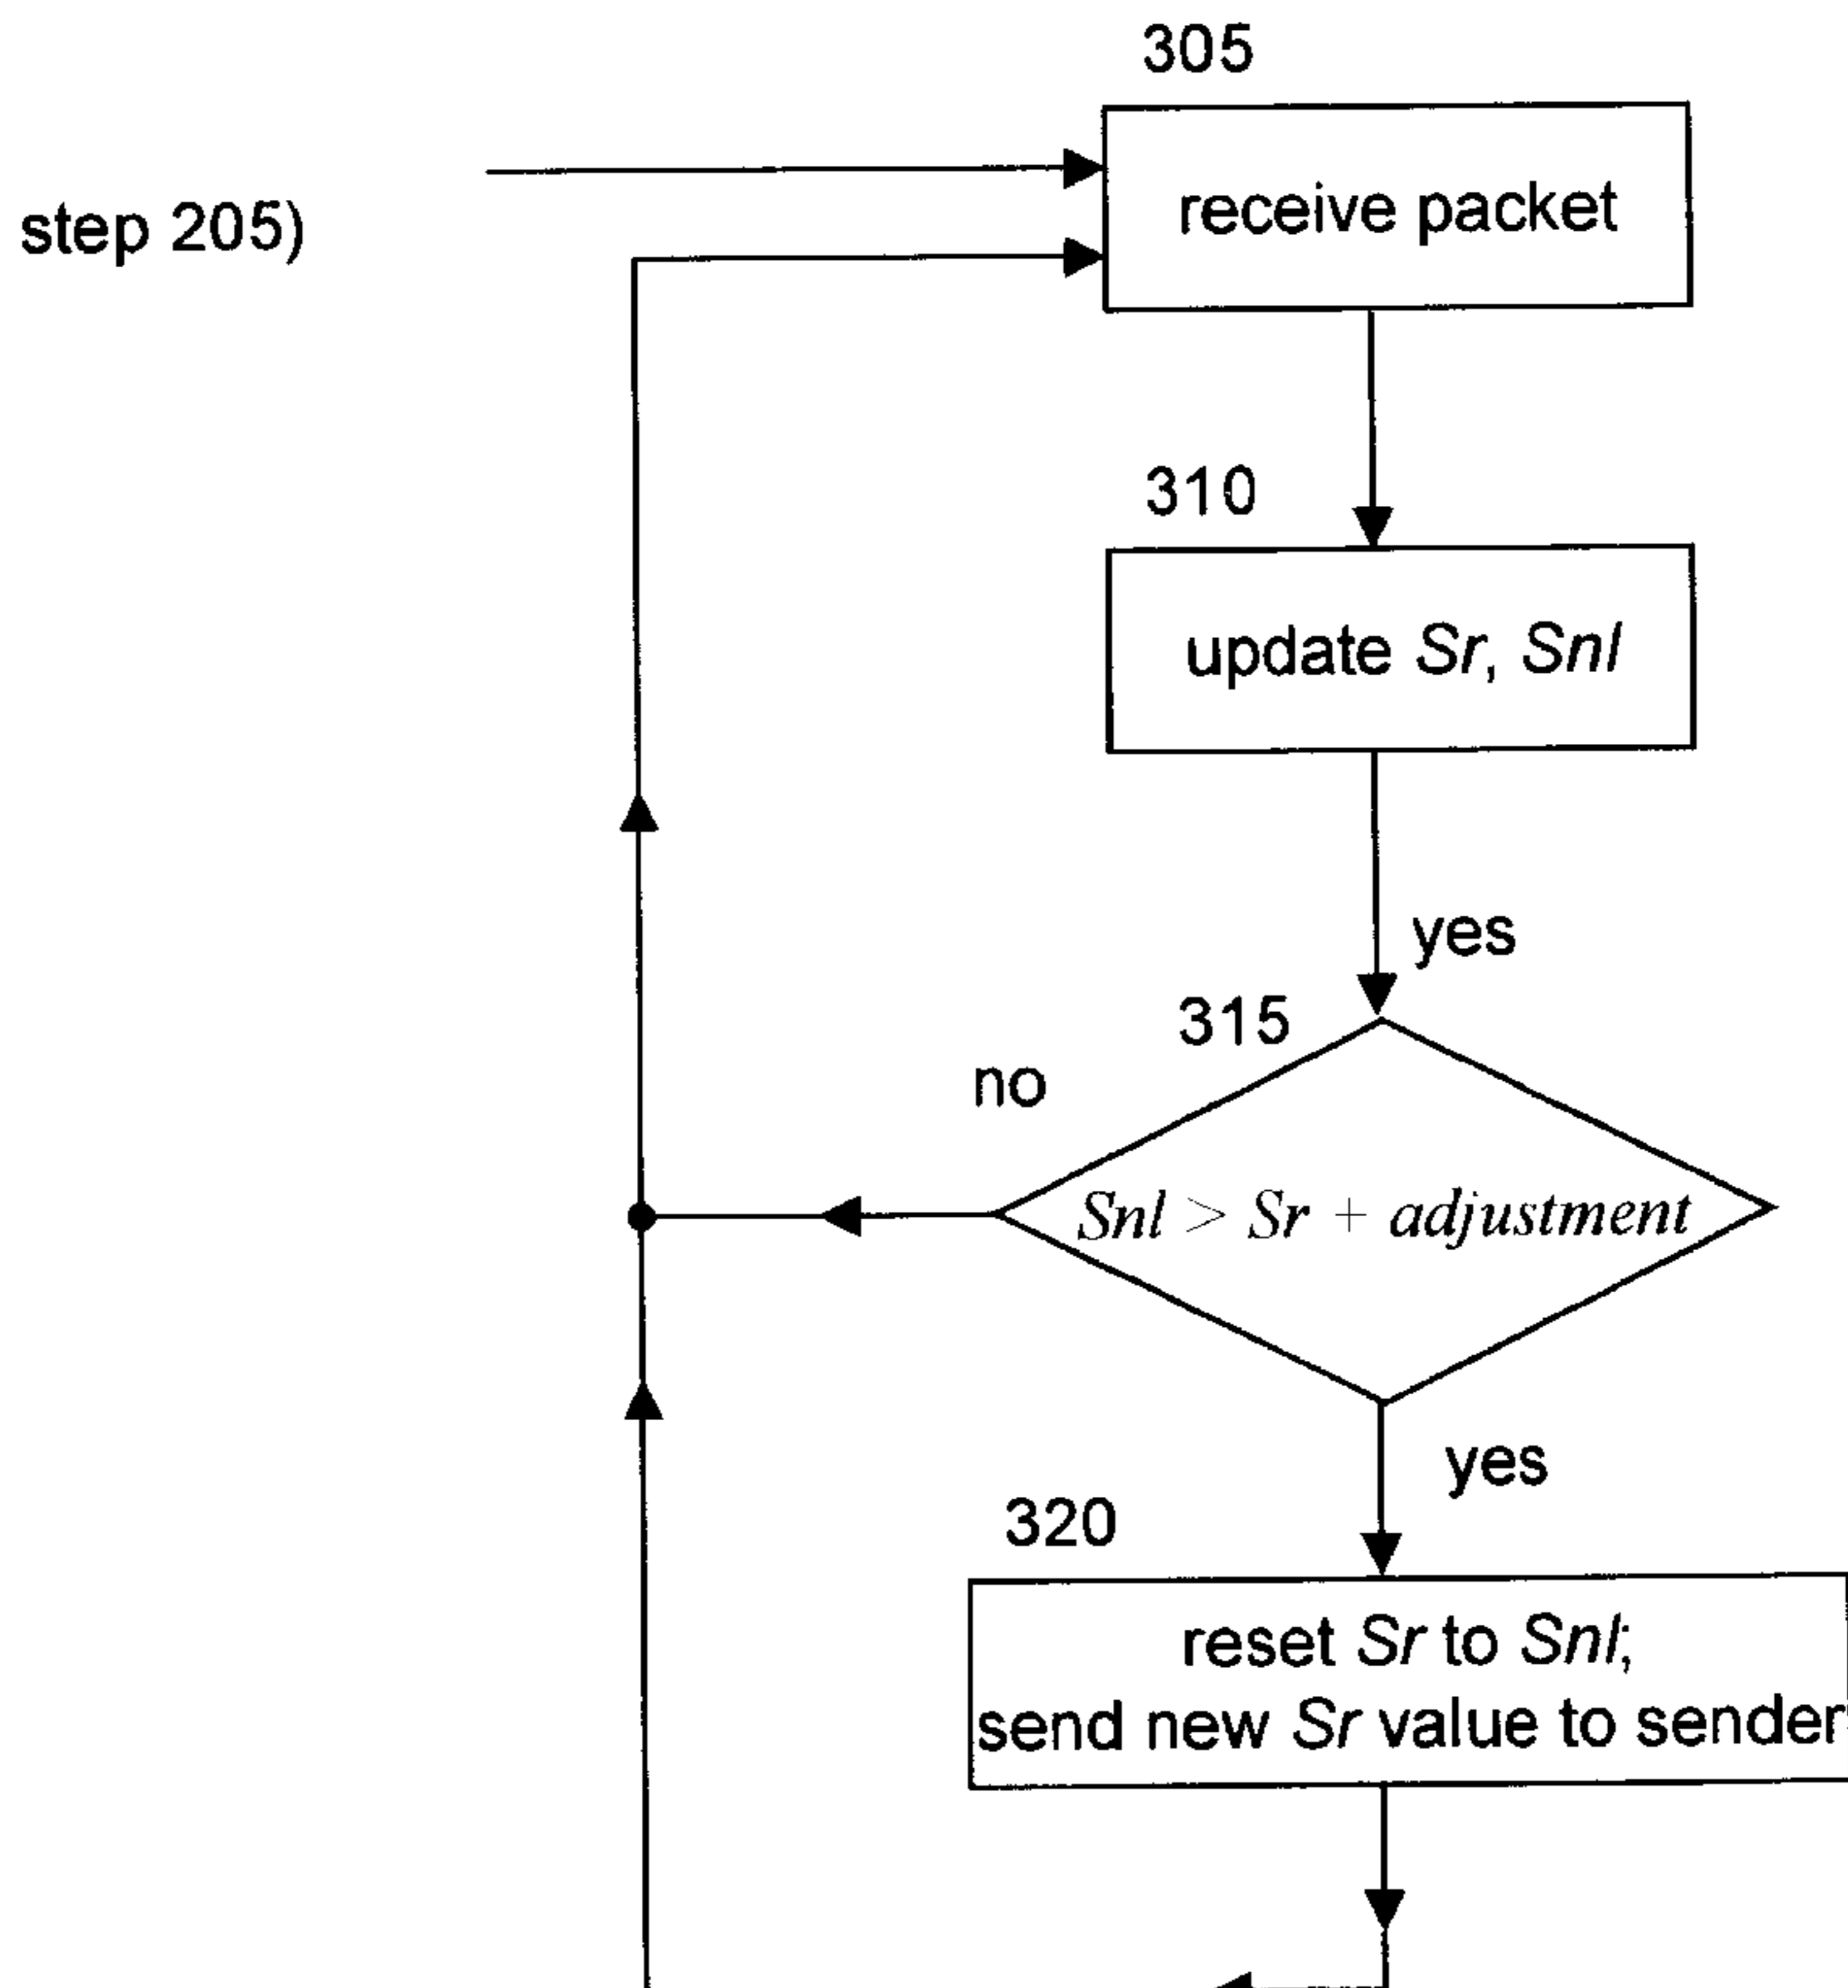 305
receive packet
step 205)
310
update Sr, Snl
yes
315
no
Snl > Sr + adjustment
yes
320
reset Sr to Snl;
send new Sr value to sender